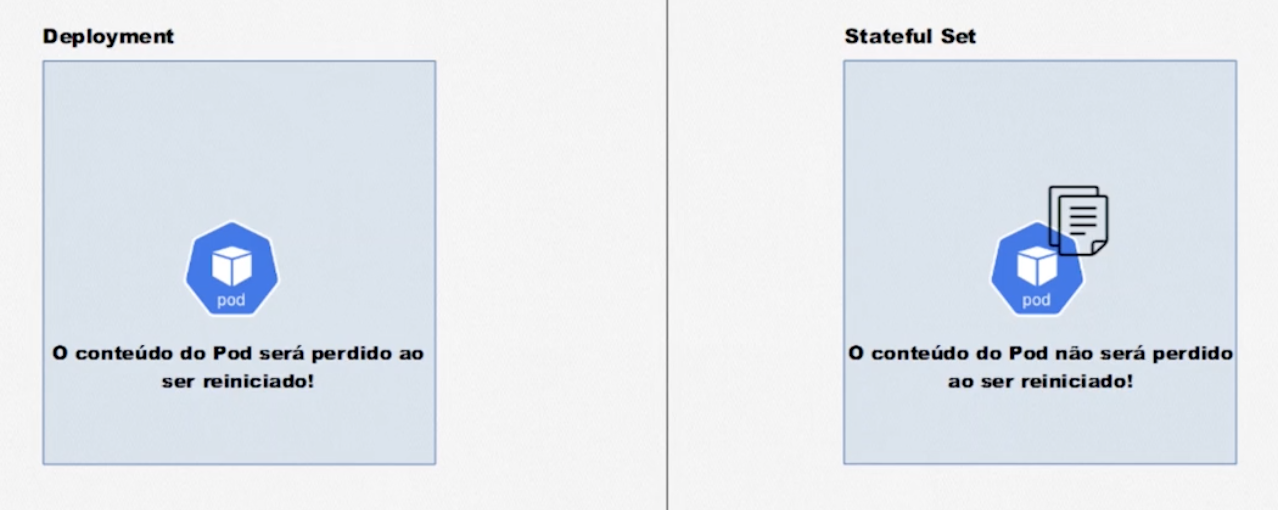 Deployment
pod
O conteúdo do Pod será perdido ao
ser reiniciado!
Stateful Set
pod
O conteúdo do Pod não será perdido
ao ser reiniciado!